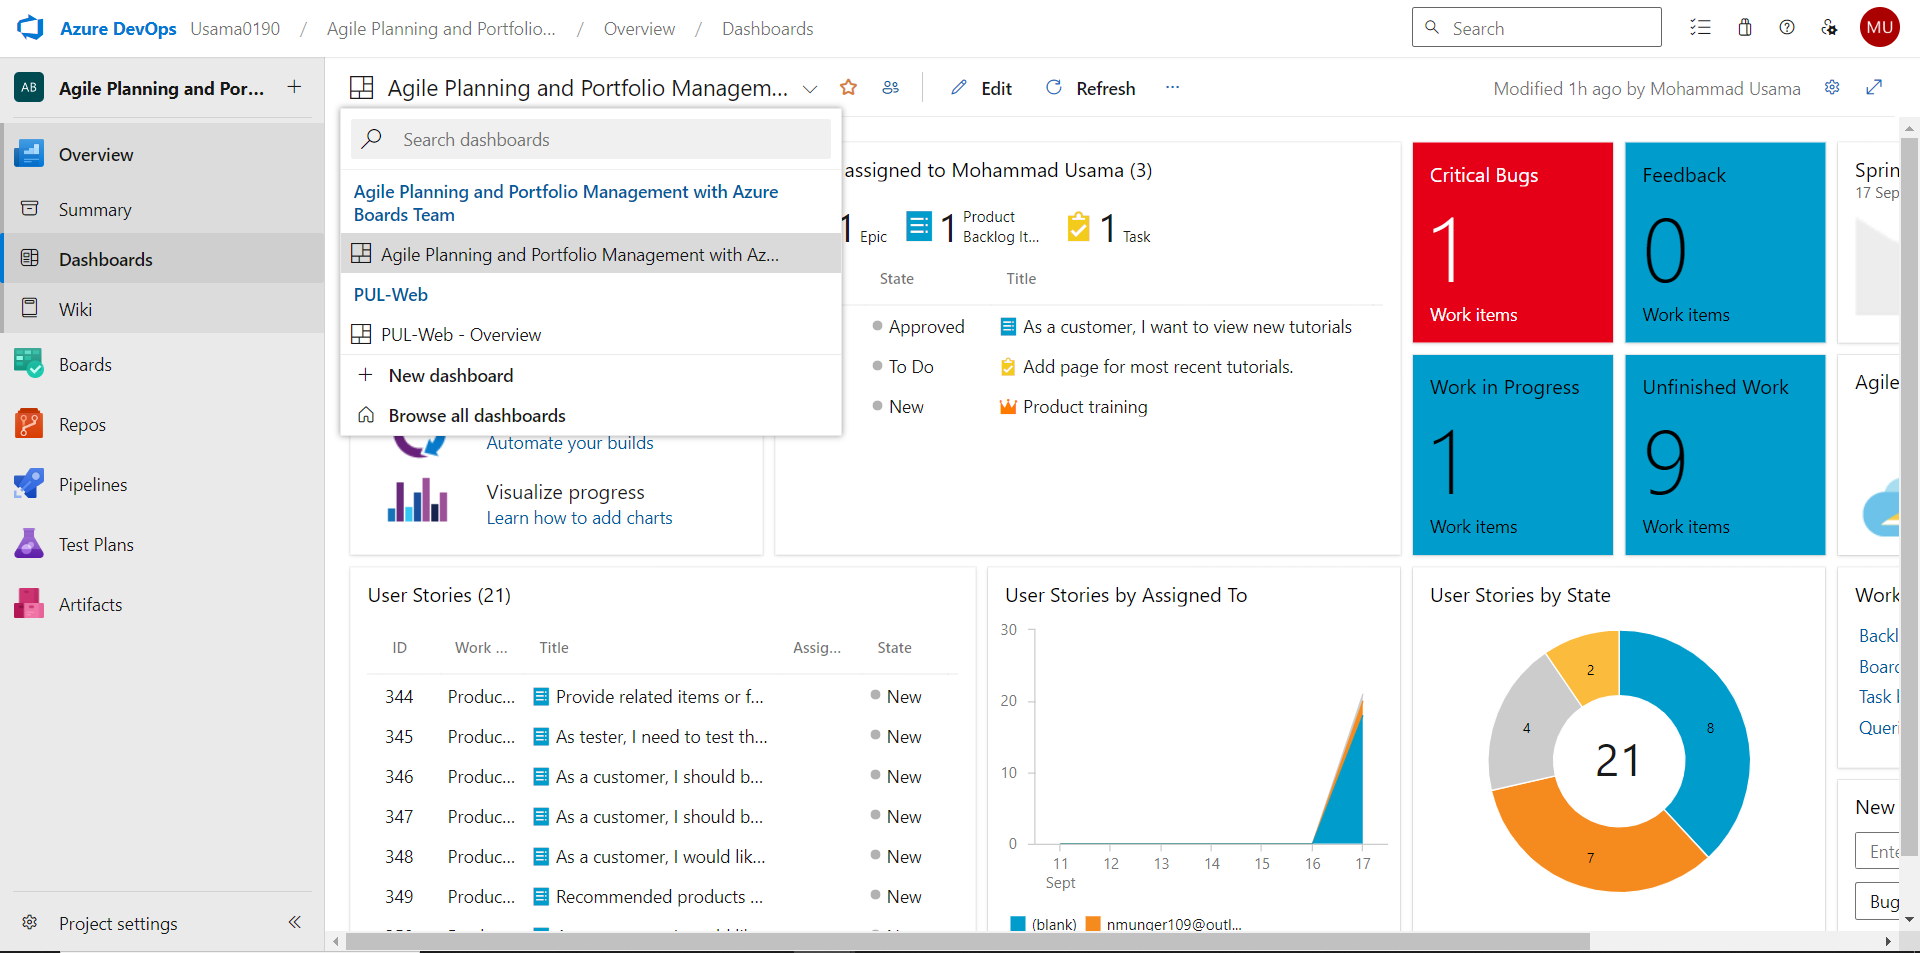 Azure DevOps Usama0190 / Agile Planning and Portfolio... / Overview / Dashboards
Search
MU
AB Agile Planning and Por... +
Overview
Summary
Dashboards
Wiki
Boards
Repos
Pipelines
Test Plans
Artifacts
Project settings
Agile Planning and Portfolio Managem...
Edit
Refresh
...
Modified 1h ago by Mohammad Usama
Search dashboards
Agile Planning and Portfolio Management with Azure
Boards Team
Agile Planning and Portfolio Management with Az...
PUL-Web
PUL-Web - Overview
+ New dashboard
Browse all dashboards
Automate your builds
Visualize progress
Learn how to add charts
assigned to Mohammad Usama (3)
1 Epic
1 Product
Backlog It...
1 Task
State Title
Approved As a customer, I want to view new tutorials
To Do Add page for most recent tutorials.
New Product training
Critical Bugs
1
Work items
Feedback
0
Work items
Work in Progress
1
Work items
Unfinished Work
9
Work items
Sprin
17 Sep
Agile
User Stories (21)
ID Work ... Title Assig... State
344 Produc... Provide related items or f... New
345 Produc... As tester, I need to test th... New
346 Produc... As a customer, I should b... New
347 Produc... As a customer, I should b... New
348 Produc... As a customer, I would lik... New
349 Produc... Recommended products ... New
User Stories by Assigned To
30
20
10
0
11 12 13 14 15 16 17
Sept
(blank) nmunger109@outl...
User Stories by State
2
4
8
7
21
Work
Backl
Boarc
Task b
Queri
New
Ente
Bug